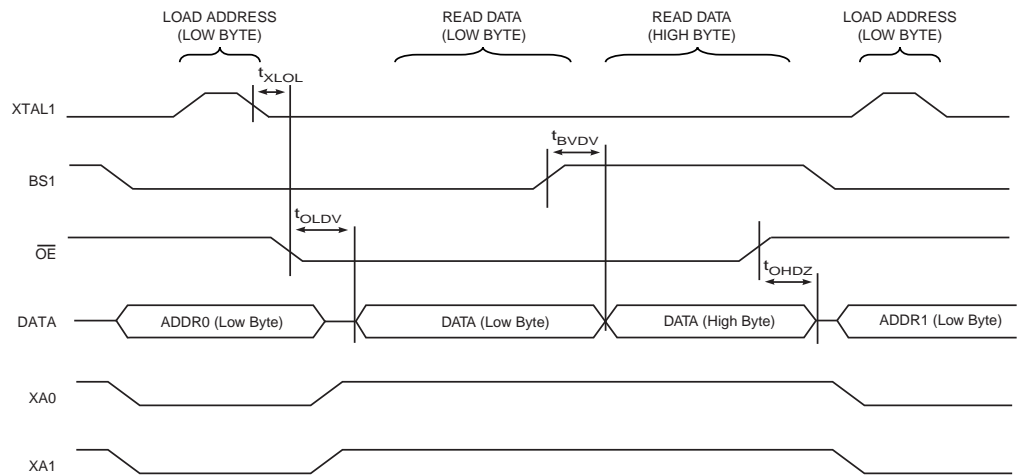 LOAD ADDRESS
(LOW BYTE)
READ DATA
(LOW BYTE)
READ DATA
(HIGH BYTE)
LOAD ADDRESS
(LOW BYTE)
tXLOL
XTAL1
tBVDV
BS1
tOLDV
OE
tOHDZ
DATA
ADDR0 (Low Byte)
DATA (Low Byte)
DATA (High Byte)
ADDR1 (Low Byte)
XA0
XA1